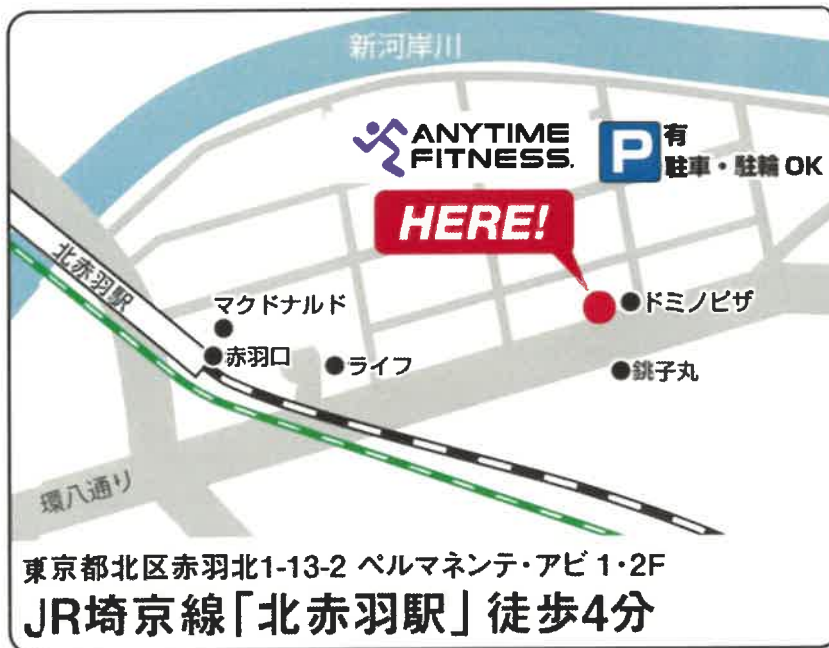 新河岸川
ANYTIME
FITNESS.
P 有
駐車・駐輪 OK
HERE!
北赤羽駅
マクドナルド
ドミノピザ
赤羽口
ライフ
銚子丸
環八通り
東京都北区赤羽北1-13-2 ペルマネンテ・アビ 1・2F
JR埼京線「北赤羽駅」徒歩4分